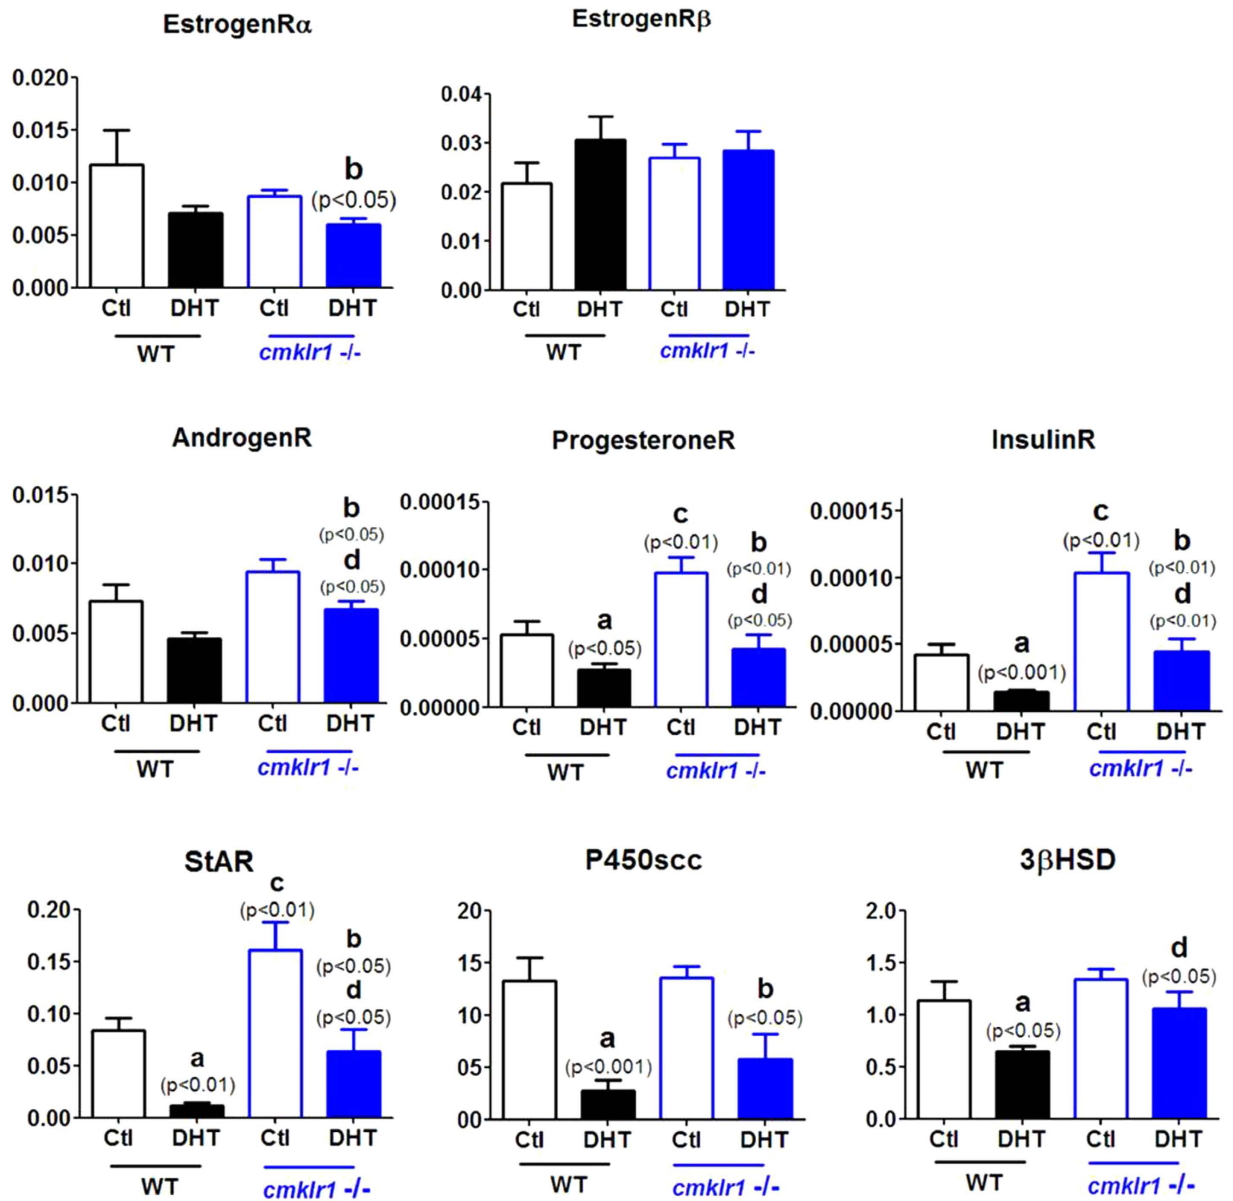 EstrogenRα
EstrogenRβ
0.020
0.015
0.010
0.005
0.000
b
(p<0.05)
Ctl DHT Ctl DHT
WT cmklr1 -/-
0.04
0.03
0.02
0.01
0.00
Ctl DHT Ctl DHT
WT cmklr1 -/-
AndrogenR
0.015
0.010
0.005
0.000
b
(p<0.05)
d
(p<0.05)
Ctl DHT Ctl DHT
WT cmklr1 -/-
ProgesteroneR
0.00015
0.00010
0.00005
0.00000
a
(p<0.05)
c
(p<0.01)
b
(p<0.01)
d
(p<0.05)
Ctl DHT Ctl DHT
WT cmklr1 -/-
InsulinR
0.00015
0.00010
0.00005
0.00000
a
(p<0.001)
c
(p<0.01)
b
(p<0.01)
d
(p<0.01)
Ctl DHT Ctl DHT
WT cmklr1 -/-
StAR
0.20
0.15
0.10
0.05
0.00
a
(p<0.01)
c
(p<0.01)
b
(p<0.05)
d
(p<0.05)
Ctl DHT Ctl DHT
WT cmklr1 -/-
P450scc
20
15
10
05
00
a
(p<0.001)
b
(p<0.05)
Ctl DHT Ctl DHT
WT cmklr1 -/-
3βHSD
2.0
1.5
1.0
0.5
0.0
a
(p<0.05)
d
(p<0.05)
Ctl DHT Ctl DHT
WT cmklr1 -/-